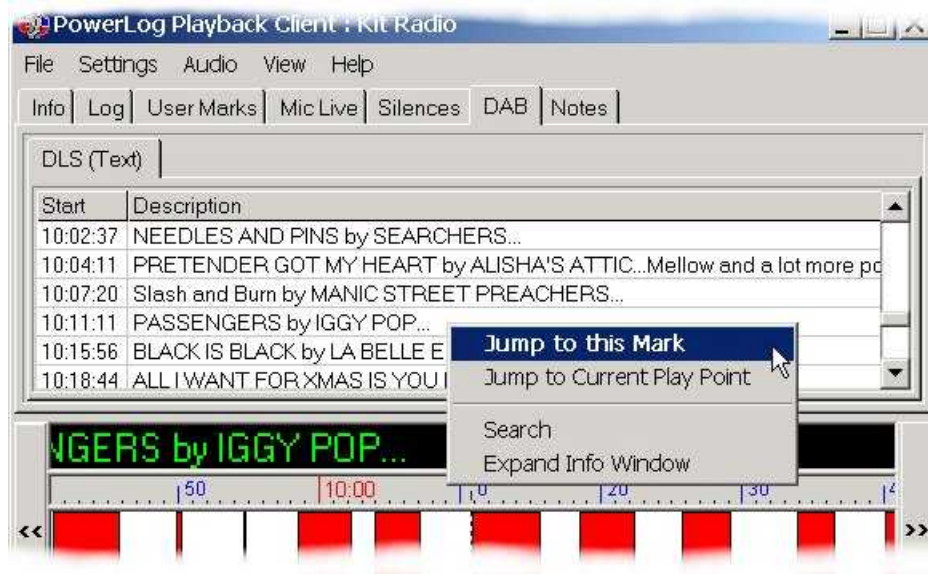 PowerLog Playback Client : Kit Radio
File Settings Audio View Help
Info Log User Marks Mic Live Silences DAB Notes
DLS (Text)
Start Description
10:02:37 NEEDLES AND PINS by SEARCHERS...
10:04:11 PRETENDER GOT MY HEART by ALISHA'S ATTIC...Mellow and a lot more
10:07:20 Slash and Burn by MANIC STREET PREACHERS...
10:11:11 PASSENGERS by IGGY POP...
10:15:56 BLACK IS BLACK by LA BELLE E
10:18:44 ALL I WANT FOR XMAS IS YOU
Jump to this Mark
Jump to Current Play Point
Search
Expand Info Window
NGERS by IGGY POP...
50 10:00 20 30
<< >>